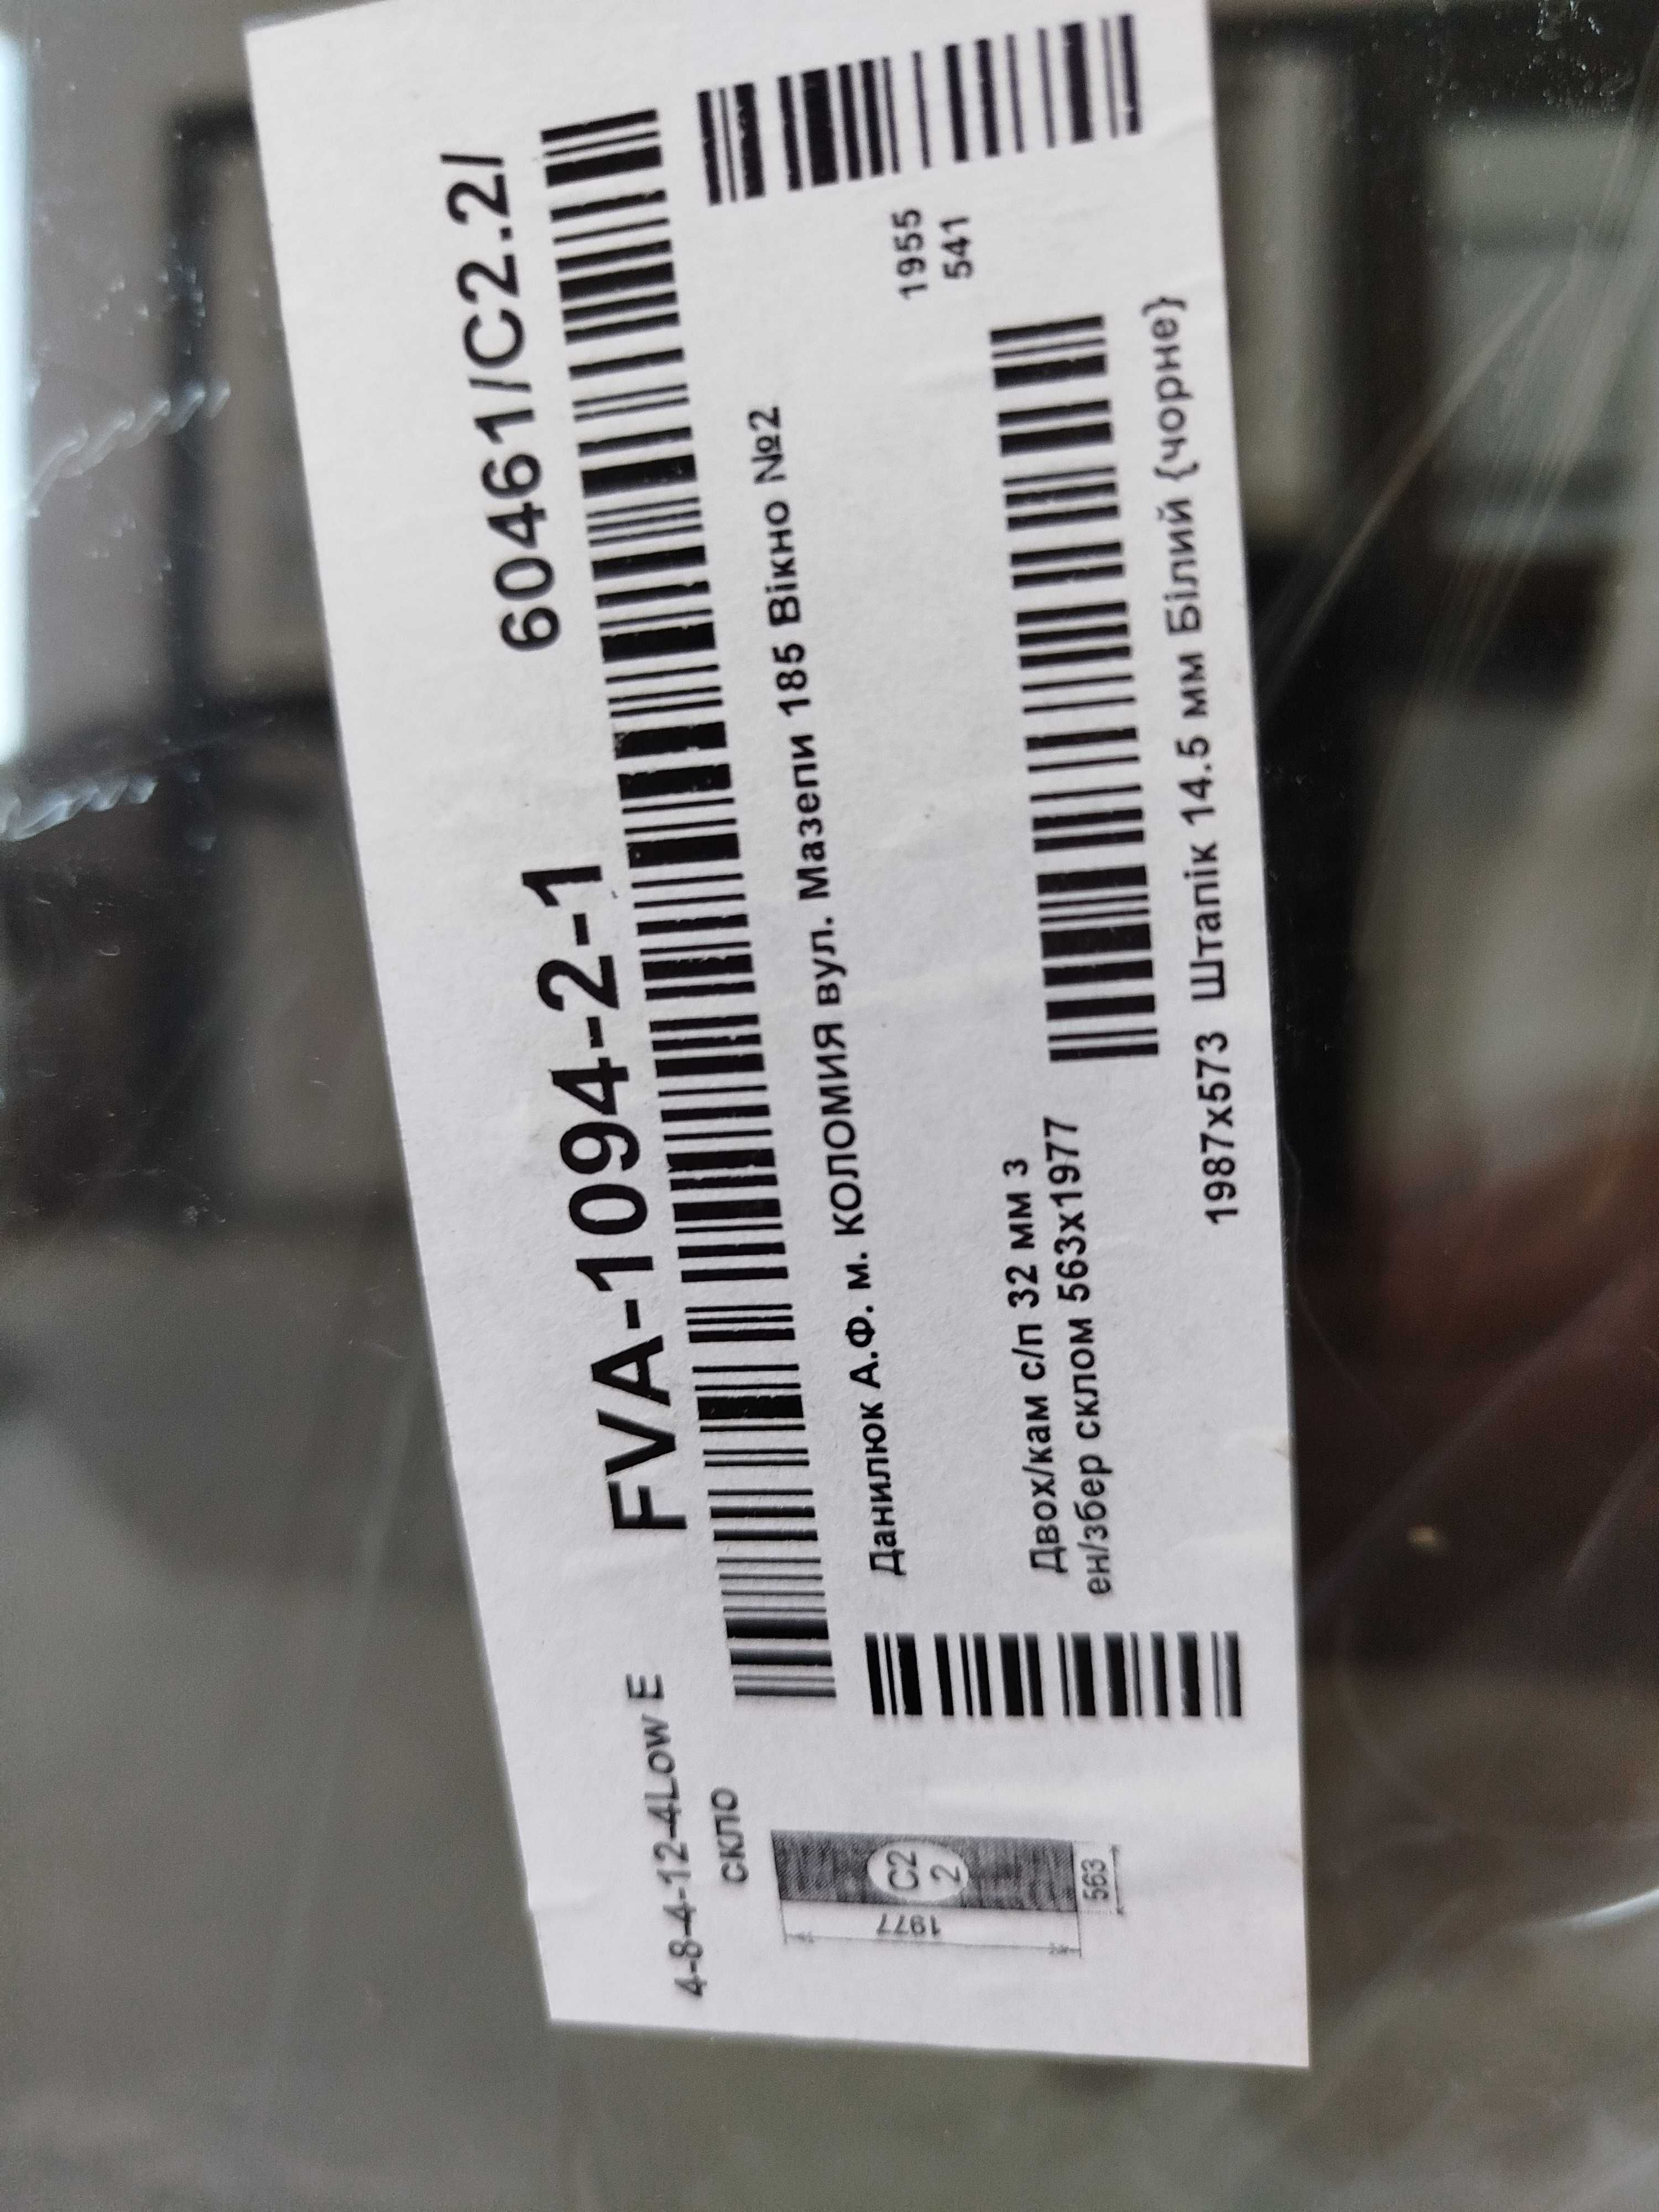 FVA-1094-2-1 60461/C2.2/
4-8-4-12-4Low E
скло
Данилюк А.Ф. м. КОЛОМИЯ вул. Мазепи 185 Вікно №2
1955
541
Двох/кам с/п 32 мм з
ен/збер склом 563x1977
C2
2
1977
563
1987x573 Штапік 14.5 мм Білий {чорне}